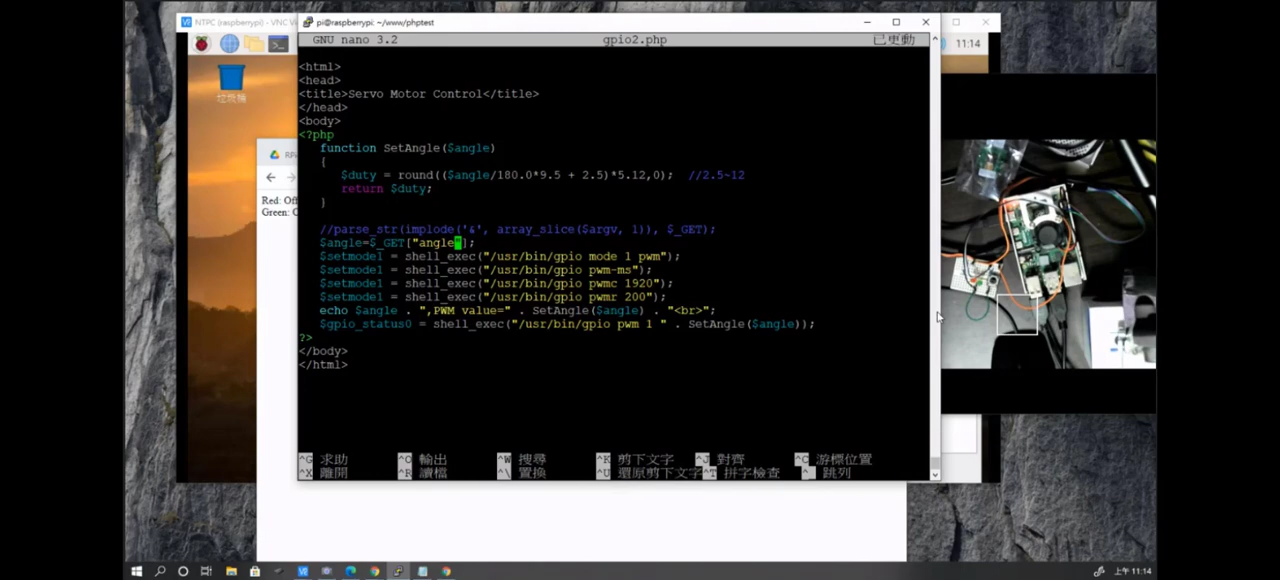 NTPC (raspberrypi) - VNC Vi
pi@raspberrypi: ~/www/phptest
GNU nano 3.2 gpio2.php 已更動
11:14
<html>
<head>
<title>Servo Motor Control</title>
</head>
<body>
<?php
function SetAngle($angle)
{
$duty = round(($angle/180.0*9.5 + 2.5)*5.12,0); //2.5~12
return $duty;
}
//parse_str(implode('&', array_slice($argv, 1)), $_GET);
$angle=$_GET["angle"];
$setmode1 = shell_exec("/usr/bin/gpio mode 1 pwm");
$setmode1 = shell_exec("/usr/bin/gpio pwm-ms");
$setmode1 = shell_exec("/usr/bin/gpio pwmc 1920");
$setmode1 = shell_exec("/usr/bin/gpio pwmr 200");
echo $angle . ",PWM value=" . SetAngle($angle) . "<br>";
$gpio_status0 = shell_exec("/usr/bin/gpio pwm 1 " . SetAngle($angle));
?>
</body>
</html>
垃圾桶
RPi
Red: Off
Green: O
^G 求助 ^O 輸出 ^W 搜尋 ^K 剪下文字 ^J 對齊 ^C 游標位置
^X 離開 ^R 讀檔 ^\ 置換 ^U 還原剪下文字 ^T 拼字檢查 ^_ 跳列
上午 11:14